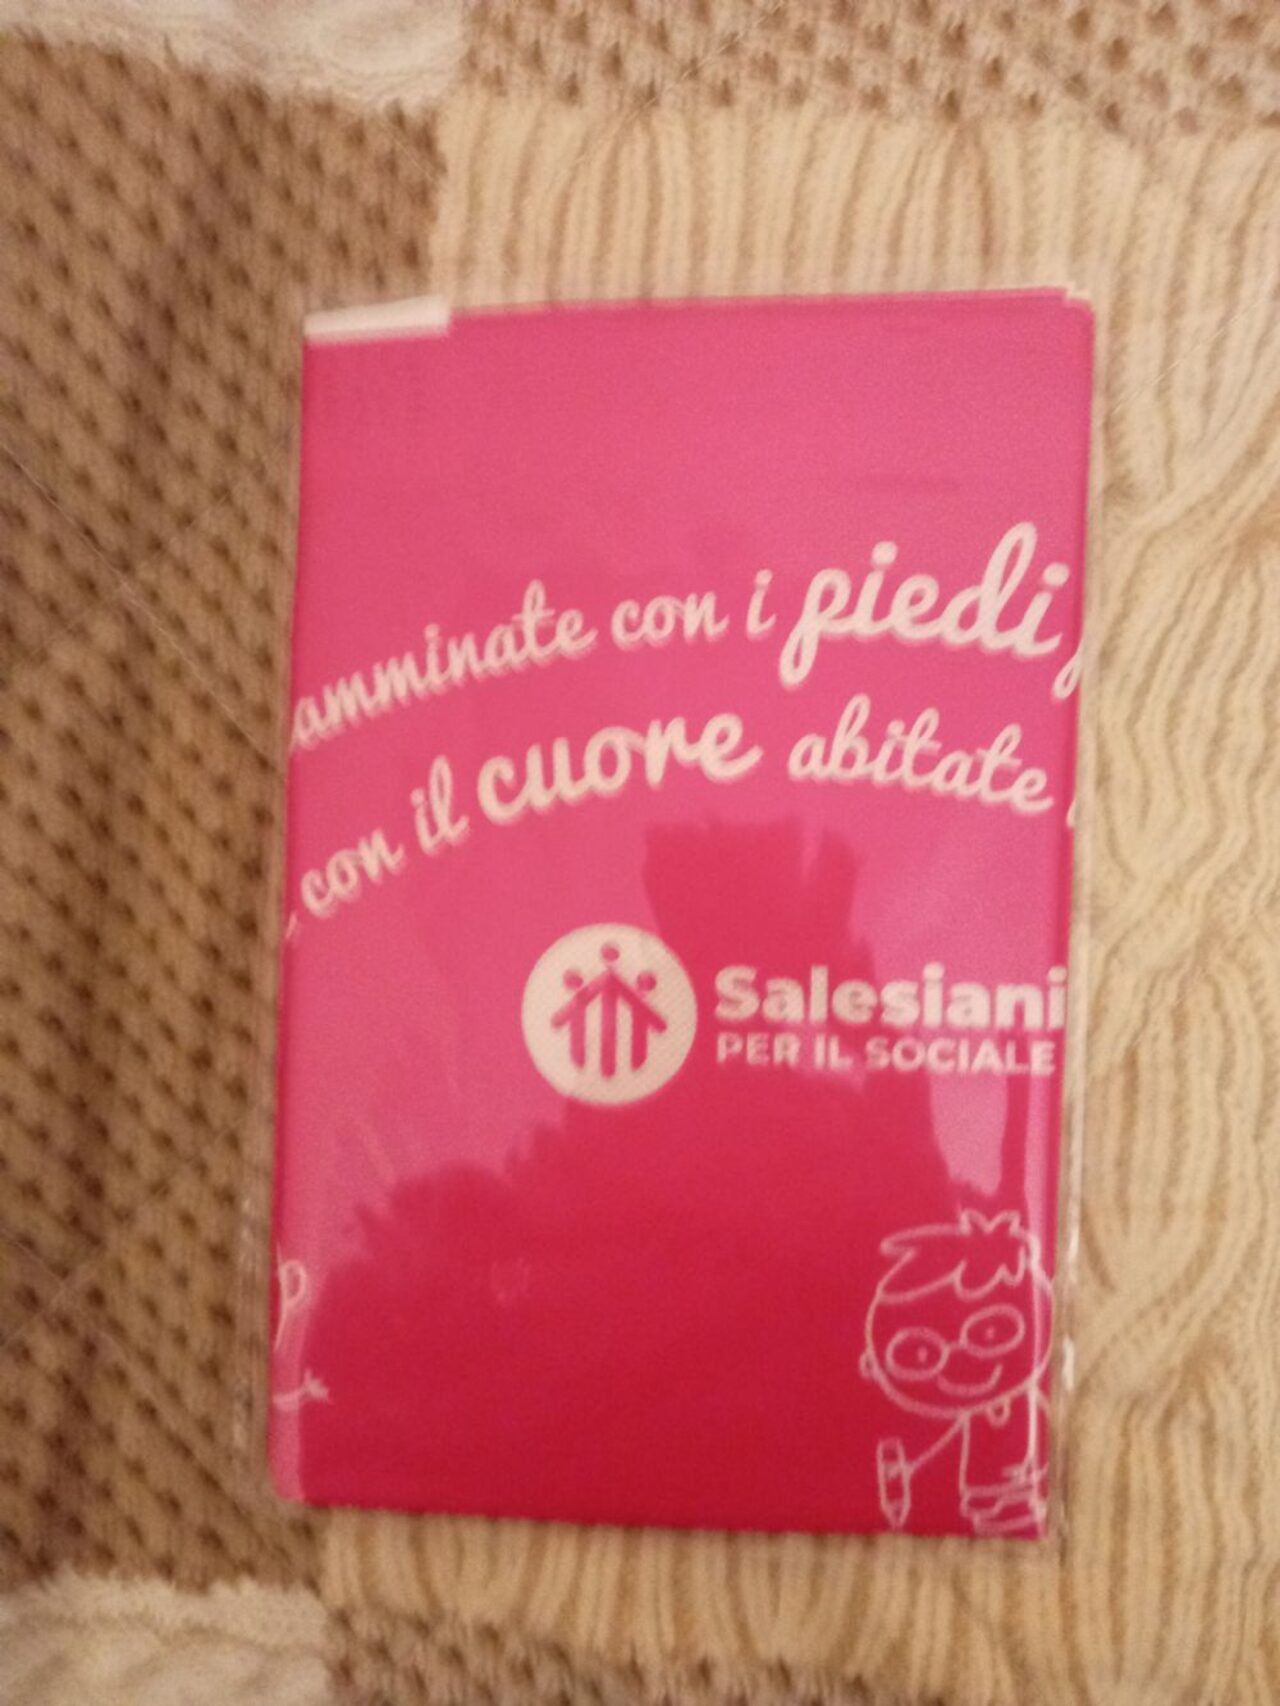 amminate con i piedi
con il cuore abitate
Salesiani
PER IL SOCIALE